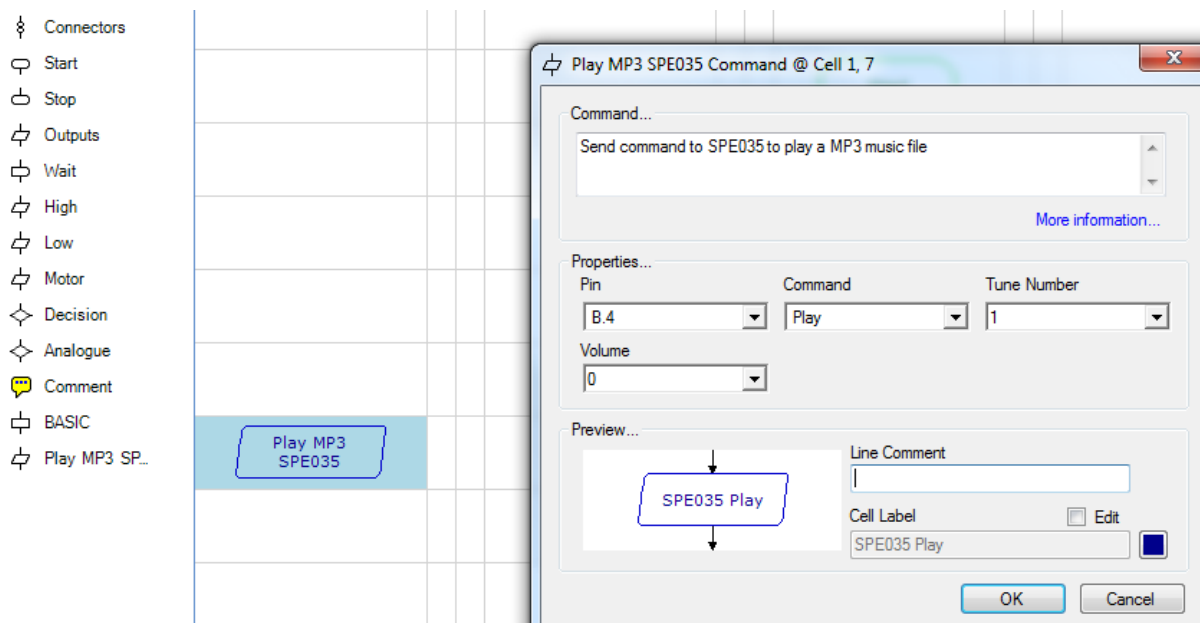 Connectors
Start
Stop
Outputs
Wait
High
Low
Motor
Decision
Analogue
Comment
BASIC
Play MP3 SP...
Play MP3
SPE035
Play MP3 SPE035 Command @ Cell 1, 7
Command...
Send command to SPE035 to play a MP3 music file
More information...
Properties...
Pin Command Tune Number
B.4 Play 1
Volume
0
Preview...
SPE035 Play
Line Comment
Cell Label Edit
SPE035 Play
OK Cancel